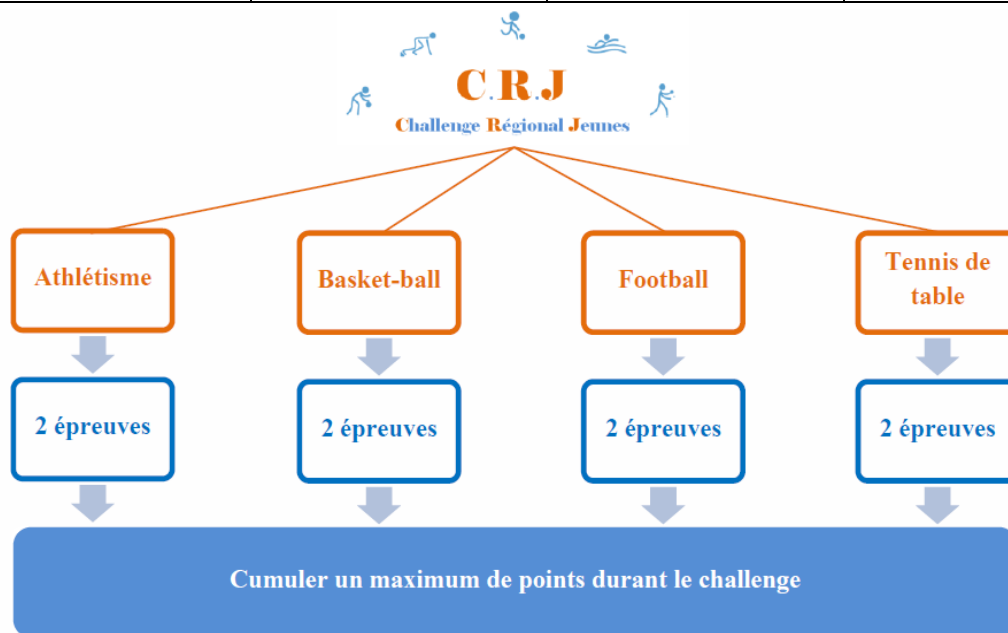 C.R.J
Challenge Régional Jeunes
Athlétisme
Basket-ball
Football
Tennis de
table
2 épreuves
2 épreuves
2 épreuves
2 épreuves
Cumuler un maximum de points durant le challenge